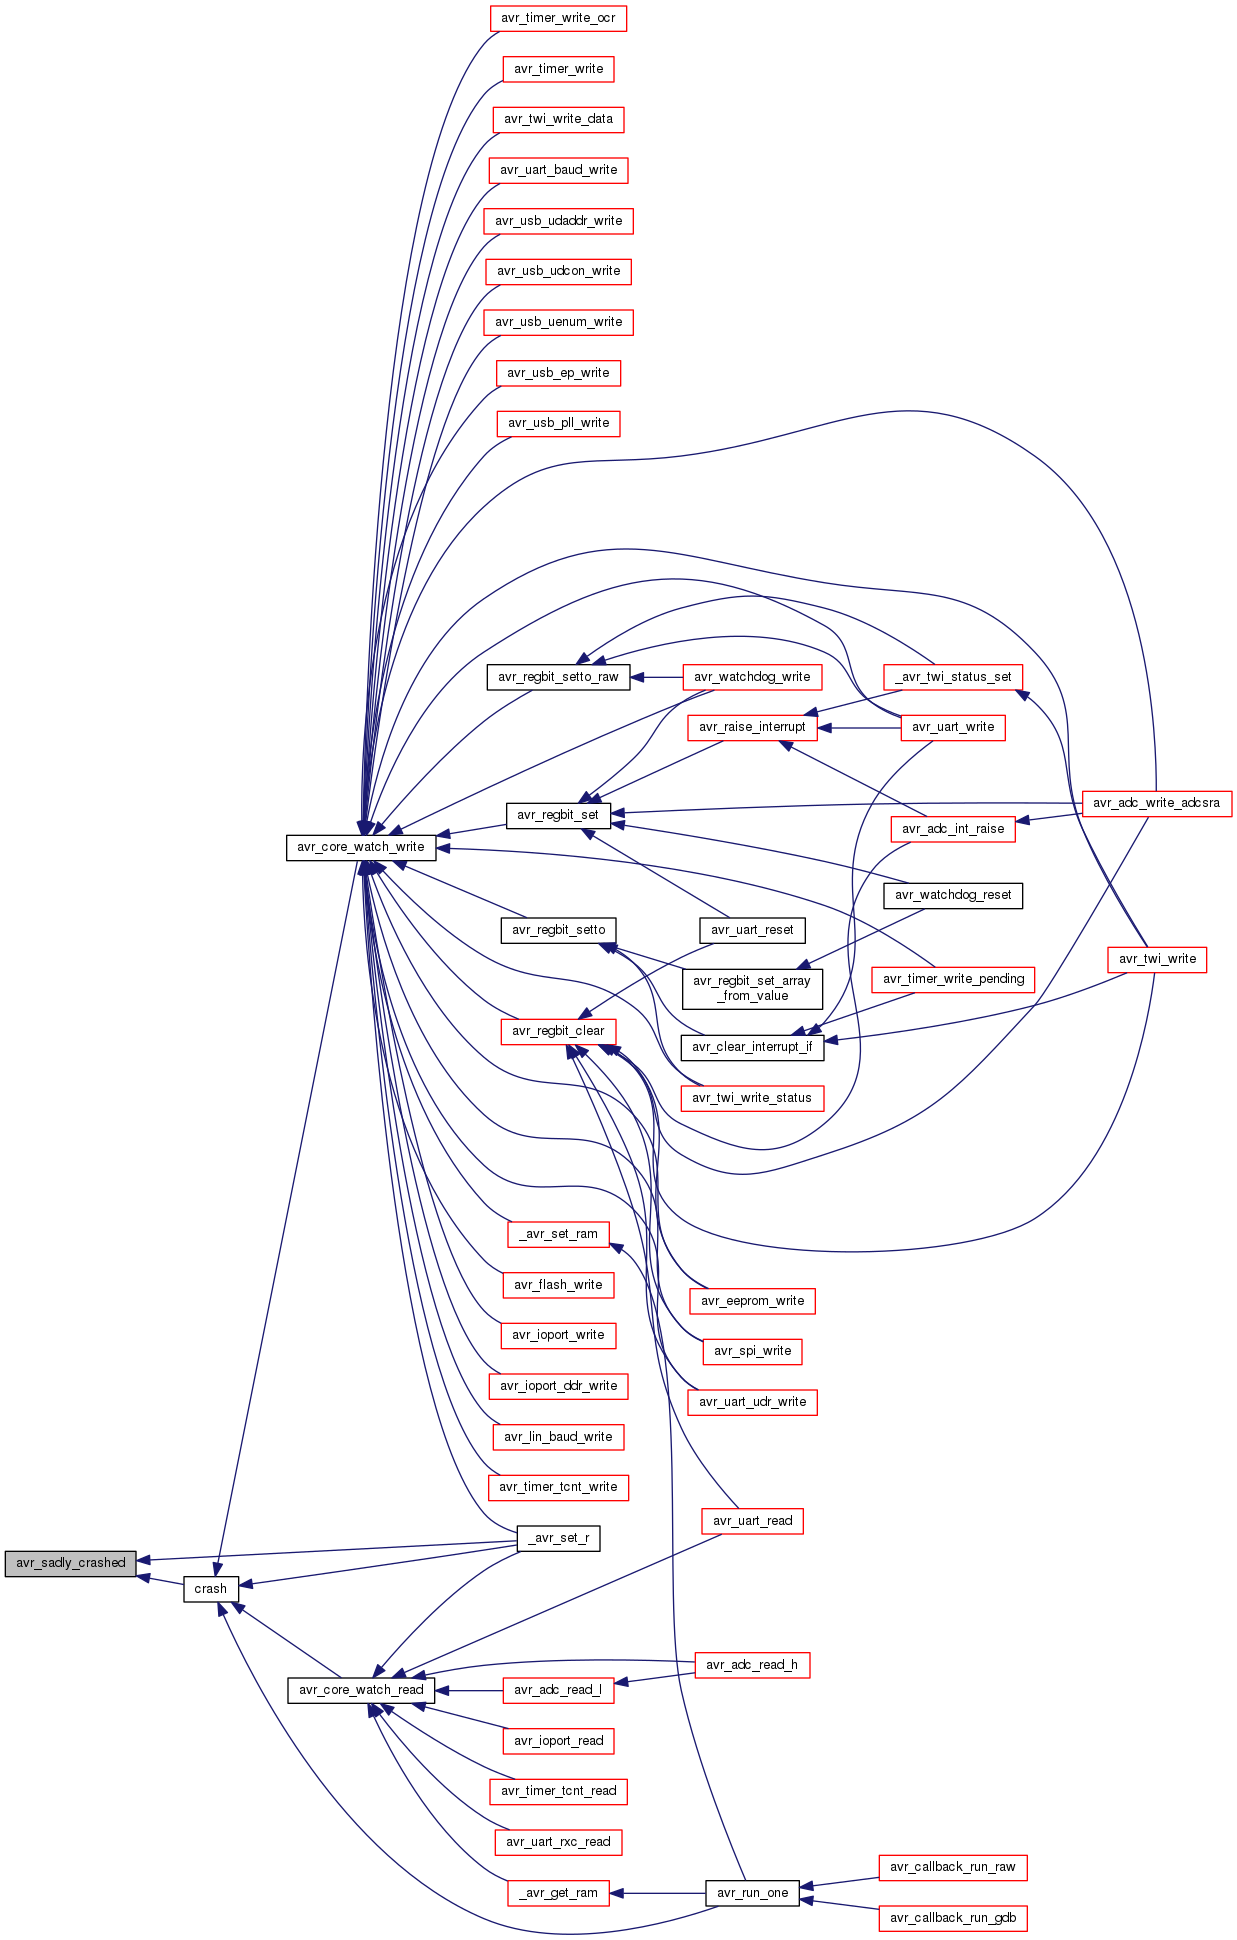 avr_timer_write_ocr
avr_timer_write
avr_twi_write_data
avr_uart_baud_write
avr_usb_udaddr_write
avr_usb_udcon_write
avr_usb_uenum_write
avr_usb_ep_write
avr_usb_pll_write
avr_regbit_setto_raw
avr_watchdog_write
_avr_twi_status_set
avr_raise_interrupt
avr_uart_write
avr_adc_write_adcsra
avr_regbit_set
avr_adc_int_raise
avr_core_watch_write
avr_watchdog_reset
avr_regbit_setto
avr_uart_reset
avr_twi_write
avr_regbit_set_array
_from_value
avr_timer_write_pending
avr_regbit_clear
avr_clear_interrupt_if
avr_twi_write_status
_avr_set_ram
avr_flash_write
avr_eeprom_write
avr_ioport_write
avr_spi_write
avr_ioport_ddr_write
avr_uart_udr_write
avr_lin_baud_write
avr_timer_tcnt_write
avr_uart_read
_avr_set_r
avr_sadly_crashed
crash
avr_adc_read_h
avr_core_watch_read
avr_adc_read_l
avr_ioport_read
avr_timer_tcnt_read
avr_uart_rxc_read
avr_callback_run_raw
_avr_get_ram
avr_run_one
avr_callback_run_gdb